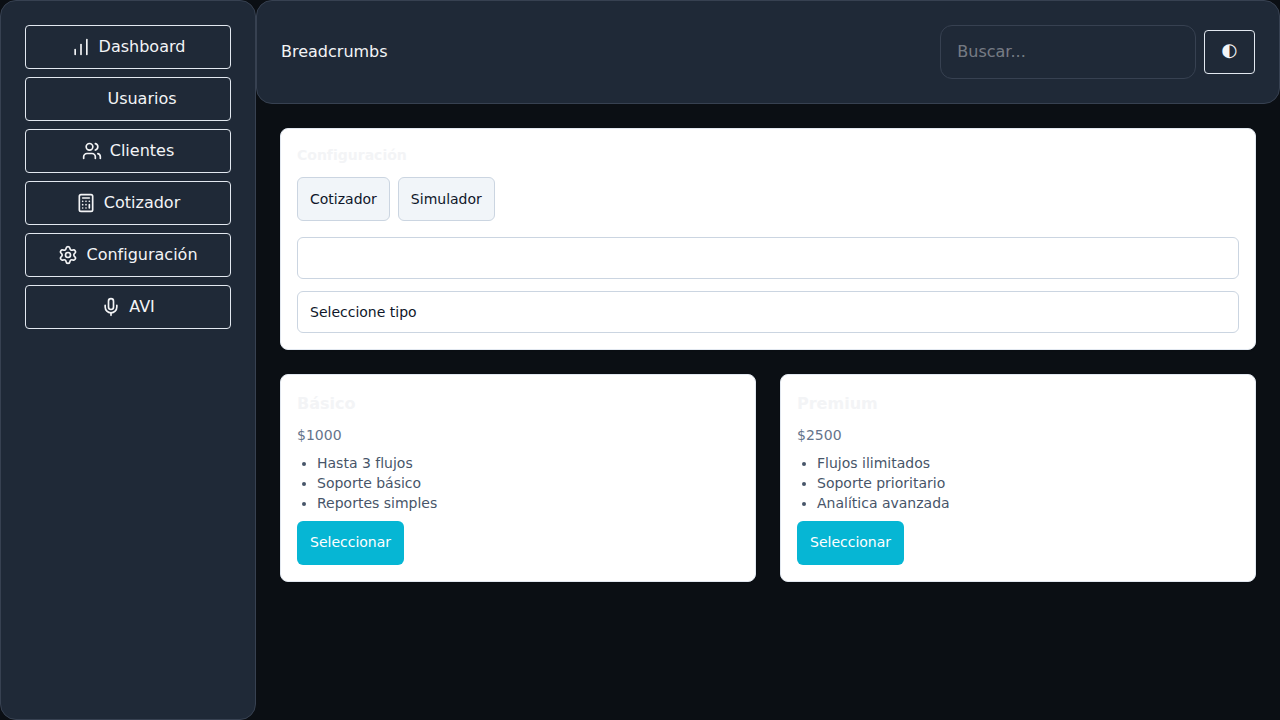 Dashboard
Usuarios
Clientes
Cotizador
Configuración
AVI
Breadcrumbs
Buscar...
Configuración
Cotizador
Simulador
Seleccione tipo
Básico
$1000
Hasta 3 flujos
Soporte básico
Reportes simples
Seleccionar
Premium
$2500
Flujos ilimitados
Soporte prioritario
Analítica avanzada
Seleccionar